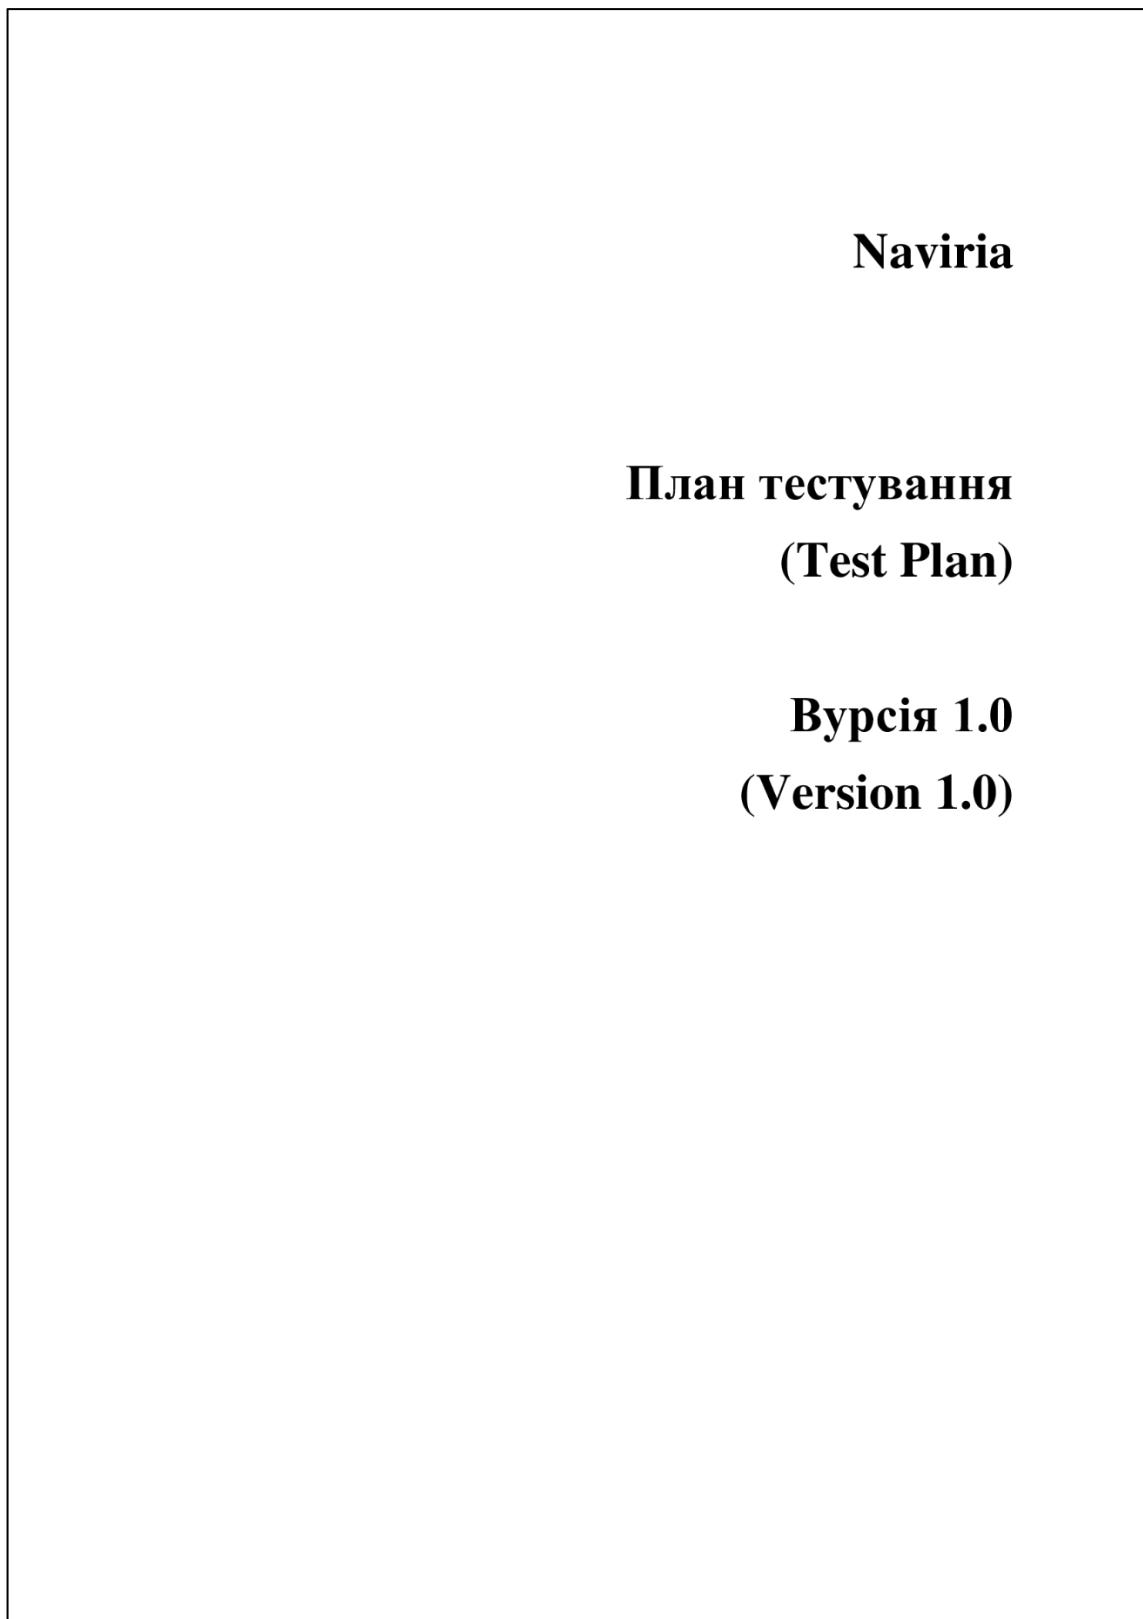 Naviria
План тестування
(Test Plan)
Вурсія 1.0
(Version 1.0)